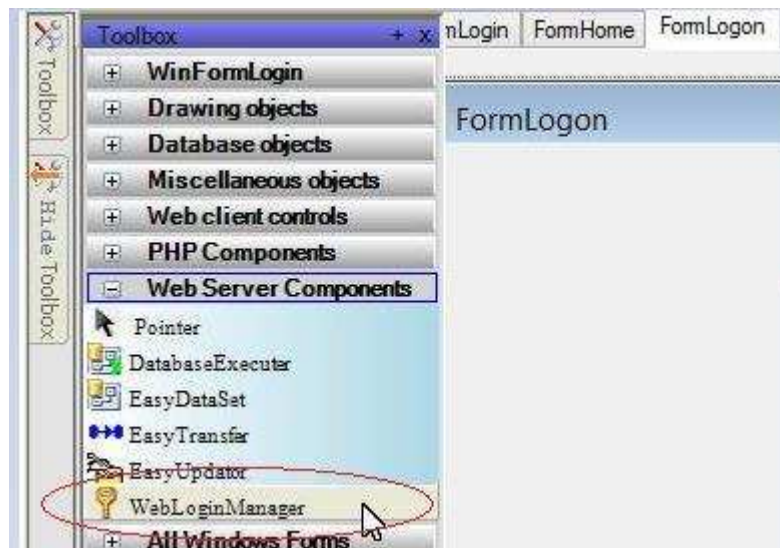 Toolbox
Hide Toolbox
Toolbox + x
WinFormLogin
Drawing objects
Database objects
Miscellaneous objects
Web client controls
PHP Components
Web Server Components
Pointer
DatabaseExecuter
EasyDataSet
EasyTransfer
EasyUpdator
WebLoginManager
All Windows Forms
mLogin
FormHome
FormLogon
FormLogon